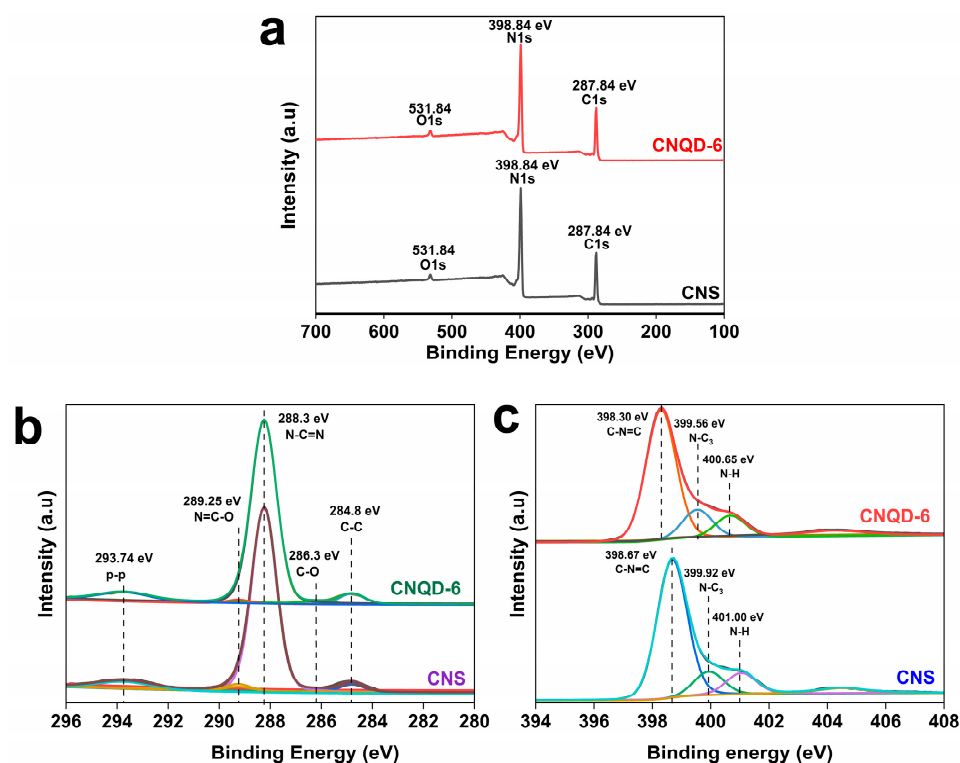 a
398.84 eV
N1s
287.84 eV
C1s
531.84
O1s
CNQD-6
398.84 eV
N1s
287.84 eV
C1s
531.84
O1s
CNS
Intensity (a.u)
700 600 500 400 300 200 100
Binding Energy (eV)
b
288.3 eV
N-C=N
289.25 eV
N=C-O
284.8 eV
C-C
286.3 eV
C-O
293.74 eV
p-p
CNQD-6
CNS
Intensity (a.u)
296 294 292 290 288 286 284 282 280
Binding Energy (eV)
c
398.30 eV
C-N=C
399.56 eV
N-C₃
400.65 eV
N-H
CNQD-6
398.67 eV
C-N=C
399.92 eV
N-C₃
401.00 eV
N-H
CNS
Intensity (a.u)
394 396 398 400 402 404 406 408
Binding energy (eV)